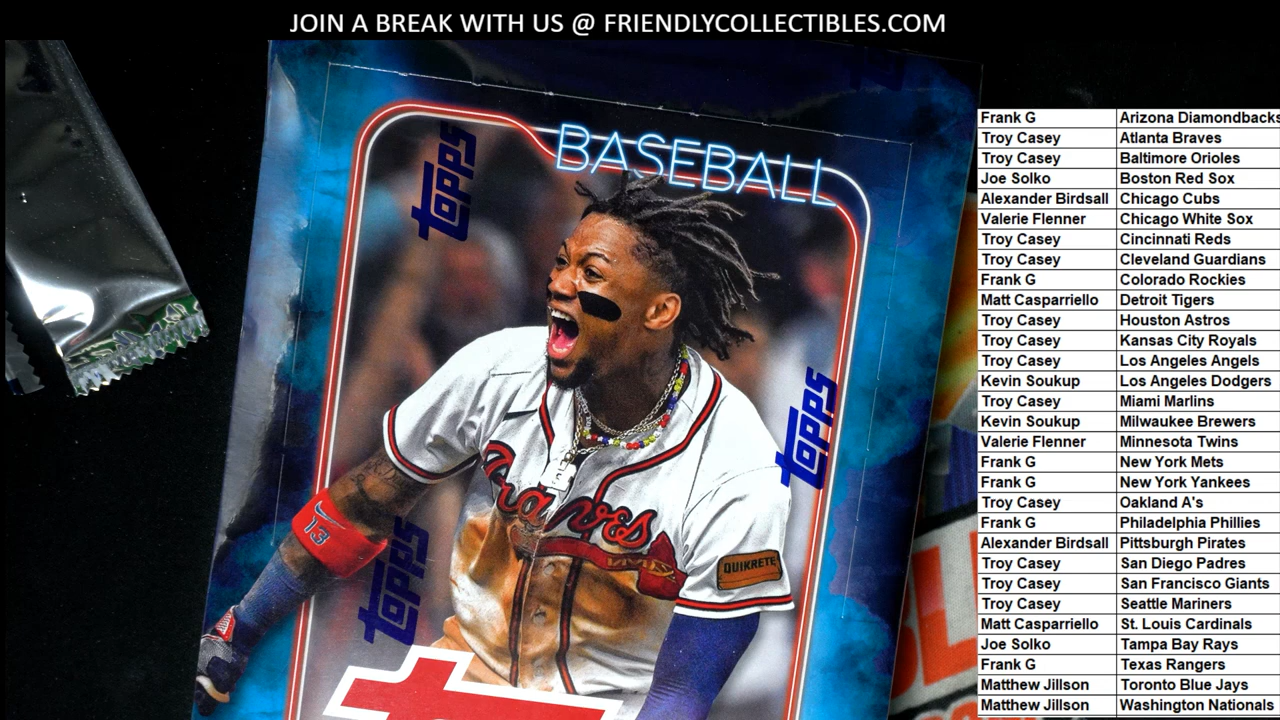 JOIN A BREAK WITH US @ FRIENDLYCOLLECTIBLES.COM
BASEBALL
topps
topps
topps
Braves
QUIKRETE
13
Frank G Arizona Diamondbacks
Troy Casey Atlanta Braves
Troy Casey Baltimore Orioles
Joe Solko Boston Red Sox
Alexander Birdsall Chicago Cubs
Valerie Flenner Chicago White Sox
Troy Casey Cincinnati Reds
Troy Casey Cleveland Guardians
Frank G Colorado Rockies
Matt Casparriello Detroit Tigers
Troy Casey Houston Astros
Troy Casey Kansas City Royals
Troy Casey Los Angeles Angels
Kevin Soukup Los Angeles Dodgers
Troy Casey Miami Marlins
Kevin Soukup Milwaukee Brewers
Valerie Flenner Minnesota Twins
Frank G New York Mets
Frank G New York Yankees
Troy Casey Oakland A's
Frank G Philadelphia Phillies
Alexander Birdsall Pittsburgh Pirates
Troy Casey San Diego Padres
Troy Casey San Francisco Giants
Troy Casey Seattle Mariners
Matt Casparriello St. Louis Cardinals
Joe Solko Tampa Bay Rays
Frank G Texas Rangers
Matthew Jillson Toronto Blue Jays
Matthew Jillson Washington Nationals